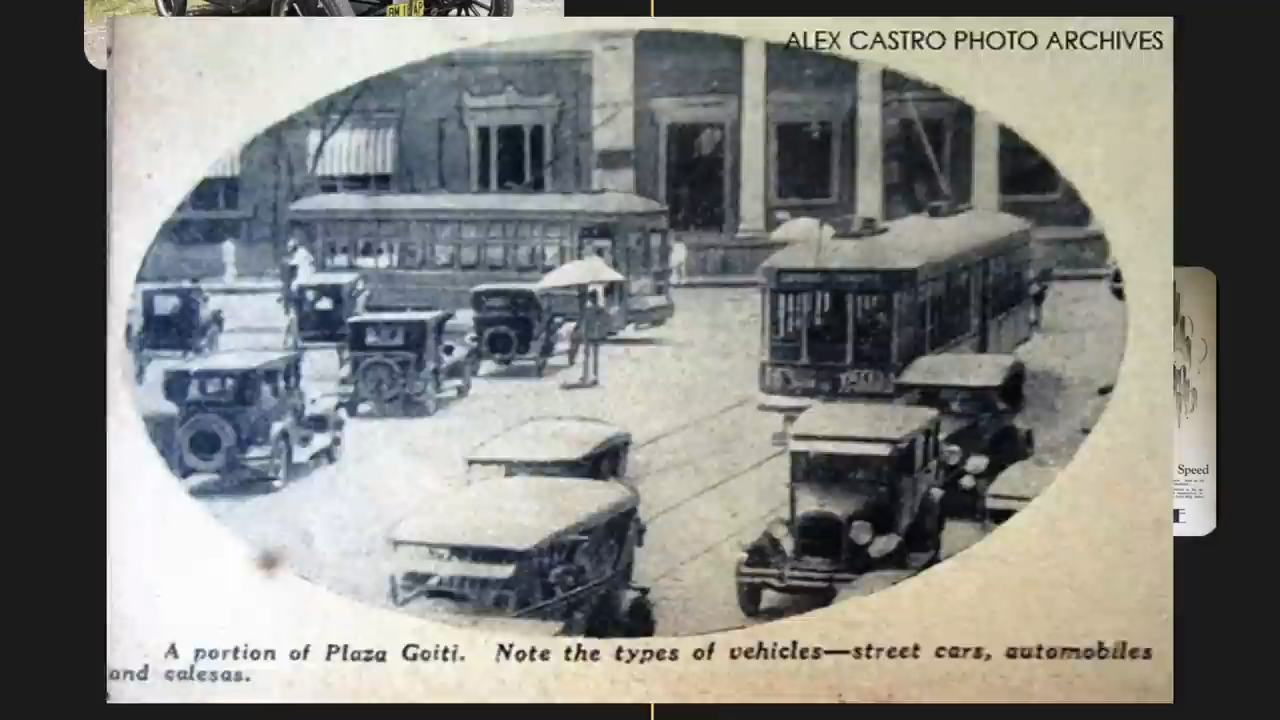 ALEX CASTRO PHOTO ARCHIVES
Speed
A portion of Plaza Goiti. Note the types of vehicles—street cars, automobiles
and calesas.